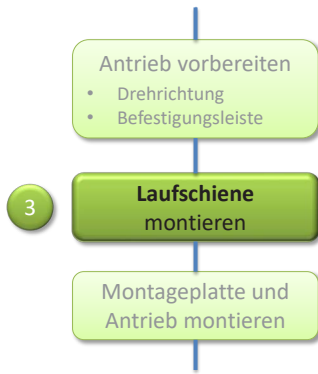 Antrieb vorbereiten
• Drehrichtung
• Befestigungsleiste
3
Laufschiene
montieren
Montageplatte und
Antrieb montieren